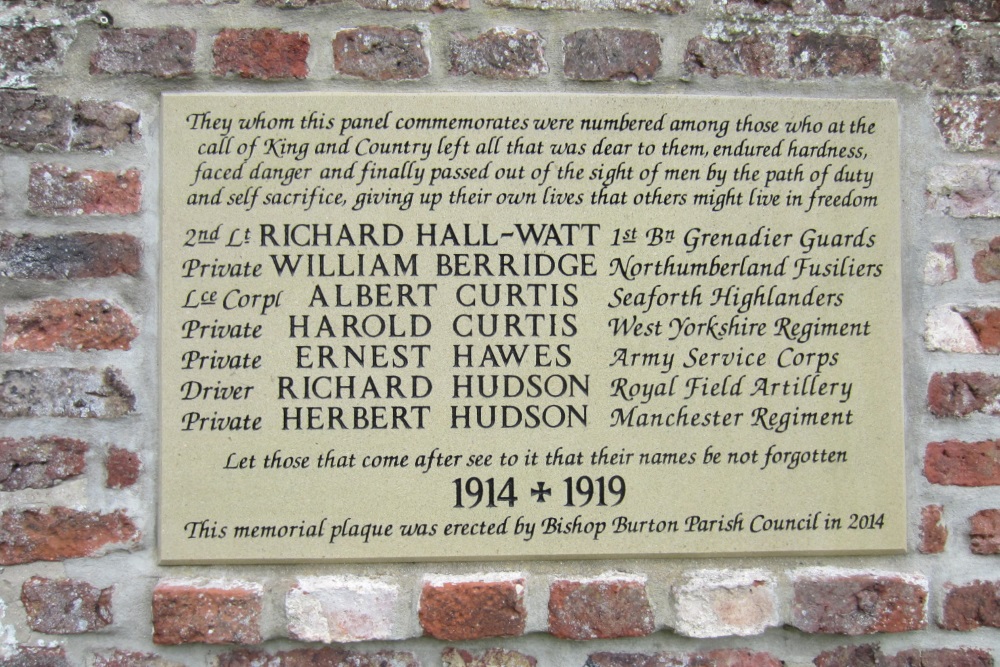 They whom this panel commemorates were numbered among those who at the
call of King and Country left all that was dear to them, endured hardness,
faced danger and finally passed out of the sight of men by the path of duty
and self sacrifice, giving up their own lives that others might live in freedom
2nd Lt RICHARD HALL-WATT 1st Bn Grenadier Guards
Private WILLIAM BERRIDGE Northumberland Fusiliers
Lce Corpl ALBERT CURTIS Seaforth Highlanders
Private HAROLD CURTIS West Yorkshire Regiment
Private ERNEST HAWES Army Service Corps
Driver RICHARD HUDSON Royal Field Artillery
Private HERBERT HUDSON Manchester Regiment
Let those that come after see to it that their names be not forgotten
1914 ✠ 1919
This memorial plaque was erected by Bishop Burton Parish Council in 2014